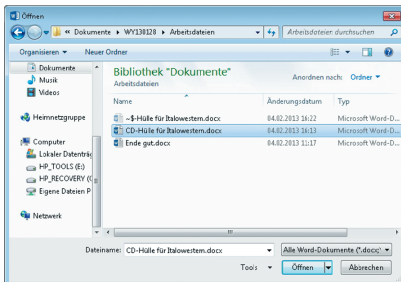 Öffnen
« Dokumente ▸ WY130128 ▸ Arbeitsdateien
Arbeitsdateien durchsuchen
Organisieren
Neuer Ordner
Dokumente
Musik
Videos
Heimnetzgruppe
Computer
Lokaler Datenträg
HP_TOOLS (E:)
HP_RECOVERY (G
Eigene Dateien P
Netzwerk
Bibliothek "Dokumente"
Arbeitsdateien
Anordnen nach: Ordner
Name Änderungsdatum Typ
~$-Hülle für Italowestern.docx 04.02.2013 16:22 Microsoft Word-D...
CD-Hülle für Italowestern.docx 04.02.2013 16:13 Microsoft Word-D...
Ende gut.docx 04.02.2013 11:17 Microsoft Word-D...
Dateiname: CD-Hülle für Italowestern.docx
Alle Word-Dokumente (*.docx;*
Tools
Öffnen
Abbrechen